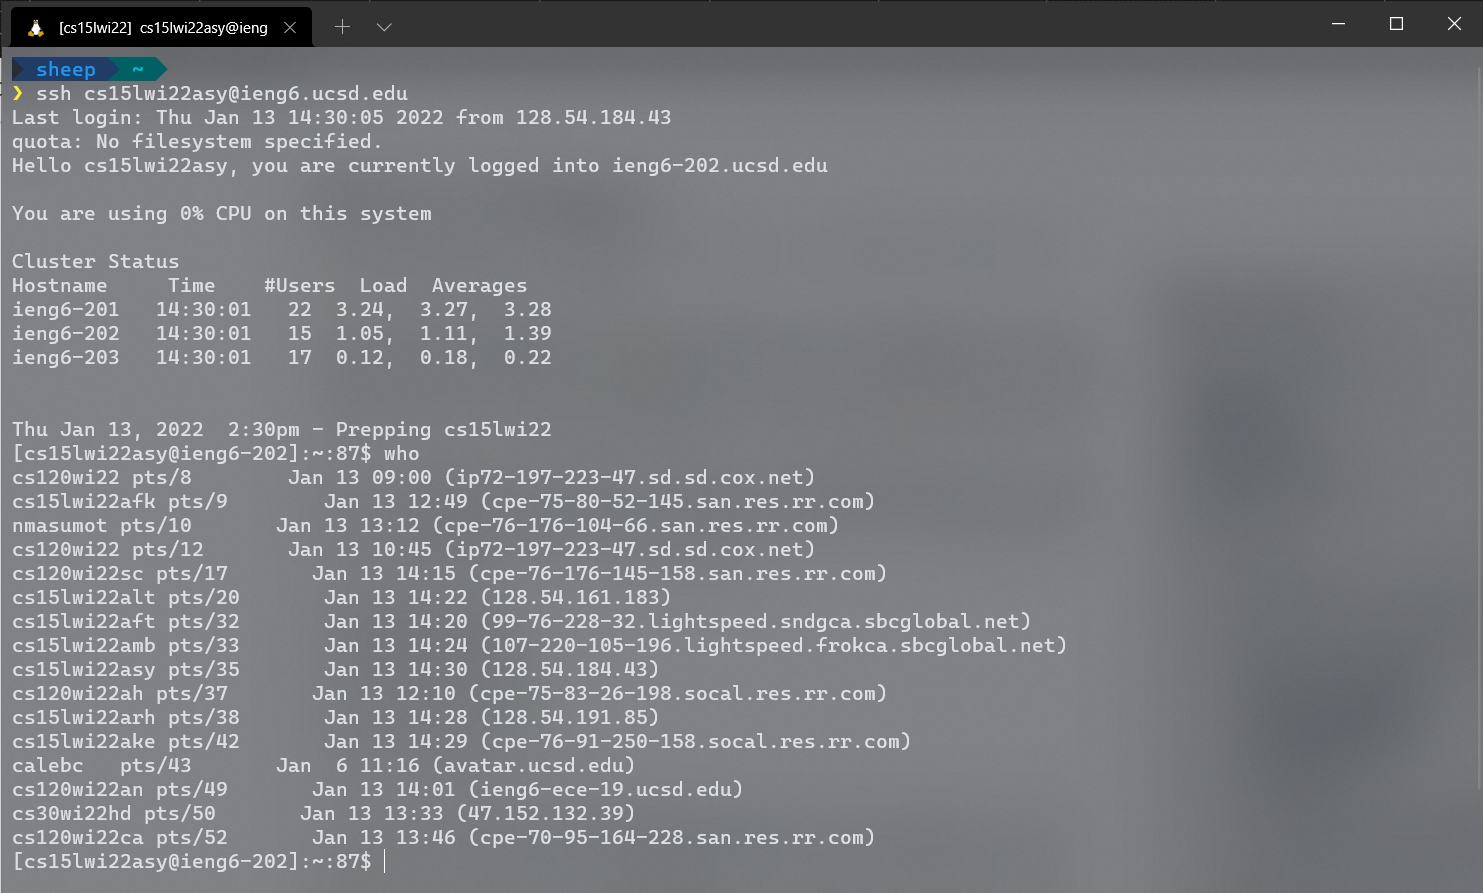 [cs15lwi22] cs15lwi22asy@ieng
sheep ~
❯ ssh cs15lwi22asy@ieng6.ucsd.edu
Last login: Thu Jan 13 14:30:05 2022 from 128.54.184.43
quota: No filesystem specified.
Hello cs15lwi22asy, you are currently logged into ieng6-202.ucsd.edu
You are using 0% CPU on this system
Cluster Status
Hostname     Time    #Users  Load  Averages
ieng6-201   14:30:01   22  3.24,  3.27,  3.28
ieng6-202   14:30:01   15  1.05,  1.11,  1.39
ieng6-203   14:30:01   17  0.12,  0.18,  0.22
Thu Jan 13, 2022  2:30pm - Prepping cs15lwi22
[cs15lwi22asy@ieng6-202]:~:87$ who
cs120wi22 pts/8        Jan 13 09:00 (ip72-197-223-47.sd.sd.cox.net)
cs15lwi22afk pts/9        Jan 13 12:49 (cpe-75-80-52-145.san.res.rr.com)
nmasumot pts/10       Jan 13 13:12 (cpe-76-176-104-66.san.res.rr.com)
cs120wi22 pts/12       Jan 13 10:45 (ip72-197-223-47.sd.sd.cox.net)
cs120wi22sc pts/17       Jan 13 14:15 (cpe-76-176-145-158.san.res.rr.com)
cs15lwi22alt pts/20       Jan 13 14:22 (128.54.161.183)
cs15lwi22aft pts/32       Jan 13 14:20 (99-76-228-32.lightspeed.sndgca.sbcglobal.net)
cs15lwi22amb pts/33       Jan 13 14:24 (107-220-105-196.lightspeed.frokca.sbcglobal.net)
cs15lwi22asy pts/35       Jan 13 14:30 (128.54.184.43)
cs120wi22ah pts/37       Jan 13 12:10 (cpe-75-83-26-198.socal.res.rr.com)
cs15lwi22arh pts/38       Jan 13 14:28 (128.54.191.85)
cs15lwi22ake pts/42       Jan 13 14:29 (cpe-76-91-250-158.socal.res.rr.com)
calebc   pts/43       Jan  6 11:16 (avatar.ucsd.edu)
cs120wi22an pts/49       Jan 13 14:01 (ieng6-ece-19.ucsd.edu)
cs30wi22hd pts/50       Jan 13 13:33 (47.152.132.39)
cs120wi22ca pts/52       Jan 13 13:46 (cpe-70-95-164-228.san.res.rr.com)
[cs15lwi22asy@ieng6-202]:~:87$